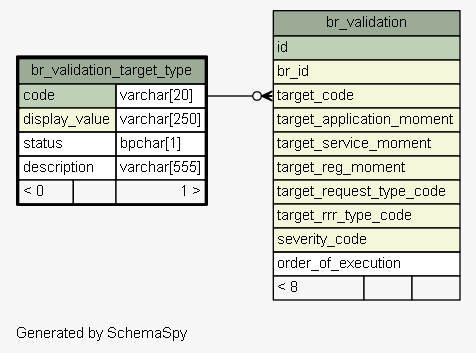 br_validation
id
br_id
target_code
target_application_moment
target_service_moment
target_reg_moment
target_request_type_code
target_rrr_type_code
severity_code
order_of_execution
< 8
br_validation_target_type
code varchar[20]
display_value varchar[250]
status bpchar[1]
description varchar[555]
< 0 1 >
Generated by SchemaSpy